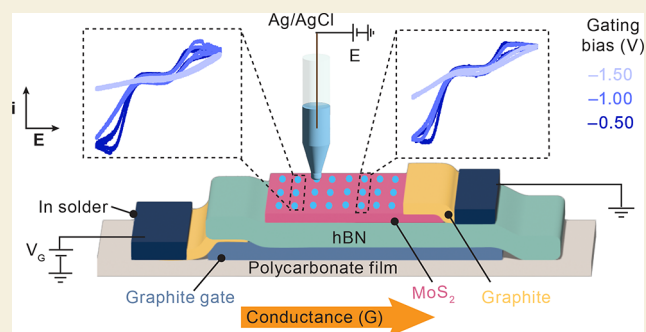 Ag/AgCl
E
Gating
bias (V)
–1.50
–1.00
–0.50
i
E
In solder
V_G
hBN
Polycarbonate film
Graphite gate
MoS₂
Graphite
Conductance (G)